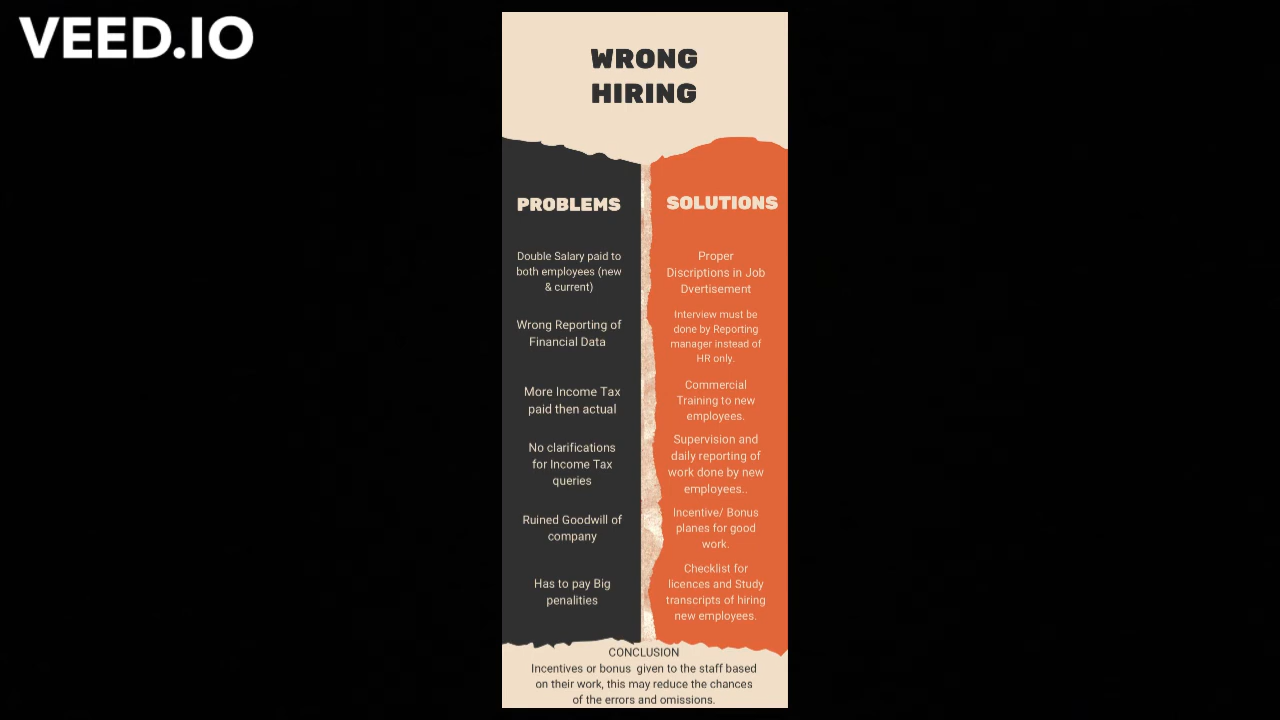 VEED.IO
WRONG
HIRING
PROBLEMS
Double Salary paid to
both employees (new
& current)
Wrong Reporting of
Financial Data
More Income Tax
paid then actual
No clarifications
for Income Tax
queries
Ruined Goodwill of
company
Has to pay Big
penalities
SOLUTIONS
Proper
Discriptions in Job
Dvertisement
Interview must be
done by Reporting
manager instead of
HR only.
Commercial
Training to new
employees.
Supervision and
daily reporting of
work done by new
employees..
Incentive/ Bonus
planes for good
work.
Checklist for
licences and Study
transcripts of hiring
new employees.
CONCLUSION
Incentives or bonus given to the staff based
on their work, this may reduce the chances
of the errors and omissions.